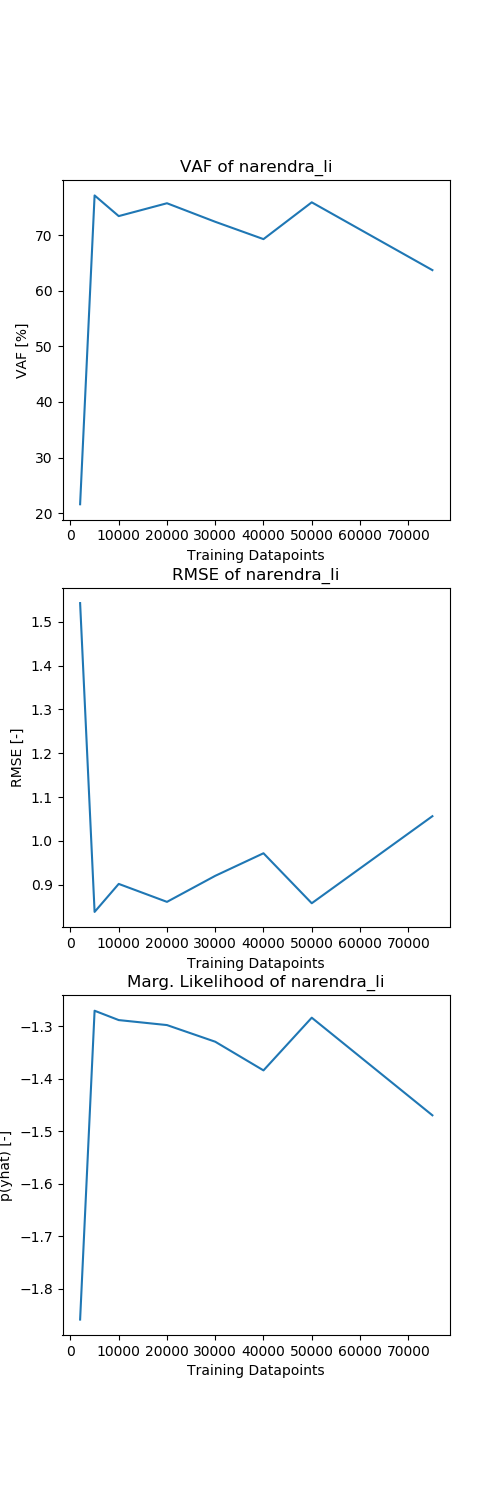 VAF of narendra_li
70
60
50
40
30
20
VAF [%]
0 10000 20000 30000 40000 50000 60000 70000
Training Datapoints
RMSE of narendra_li
1.5
1.4
1.3
1.2
1.1
1.0
0.9
RMSE [-]
0 10000 20000 30000 40000 50000 60000 70000
Training Datapoints
Marg. Likelihood of narendra_li
−1.3
−1.4
−1.5
−1.6
−1.7
−1.8
p(yhat) [-]
0 10000 20000 30000 40000 50000 60000 70000
Training Datapoints